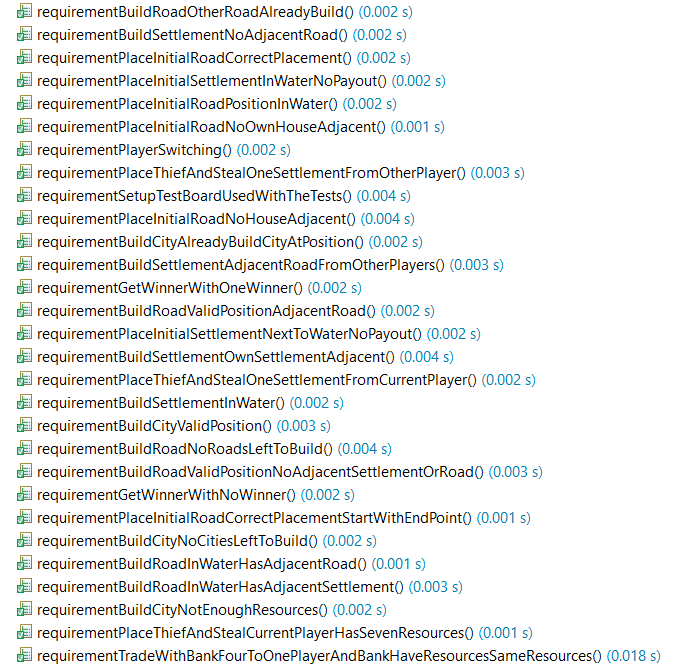 requirementBuildRoadOtherRoadAlreadyBuild() (0.002 s)
requirementBuildSettlementNoAdjacentRoad() (0.002 s)
requirementPlaceInitialRoadCorrectPlacement() (0.002 s)
requirementPlaceInitialSettlementInWaterNoPayout() (0.002 s)
requirementPlaceInitialRoadPositionInWater() (0.002 s)
requirementPlaceInitialRoadNoOwnHouseAdjacent() (0.001 s)
requirementPlayerSwitching() (0.002 s)
requirementPlaceThiefAndStealOneSettlementFromOtherPlayer() (0.003 s)
requirementSetupTestBoardUsedWithTheTests() (0.004 s)
requirementPlaceInitialRoadNoHouseAdjacent() (0.004 s)
requirementBuildCityAlreadyBuildCityAtPosition() (0.002 s)
requirementBuildSettlementAdjacentRoadFromOtherPlayers() (0.003 s)
requirementGetWinnerWithOneWinner() (0.002 s)
requirementBuildRoadValidPositionAdjacentRoad() (0.002 s)
requirementPlaceInitialSettlementNextToWaterNoPayout() (0.002 s)
requirementBuildSettlementOwnSettlementAdjacent() (0.004 s)
requirementPlaceThiefAndStealOneSettlementFromCurrentPlayer() (0.002 s)
requirementBuildSettlementInWater() (0.002 s)
requirementBuildCityValidPosition() (0.003 s)
requirementBuildRoadNoRoadsLeftToBuild() (0.004 s)
requirementBuildRoadValidPositionNoAdjacentSettlementOrRoad() (0.003 s)
requirementGetWinnerWithNoWinner() (0.002 s)
requirementPlaceInitialRoadCorrectPlacementStartWithEndPoint() (0.001 s)
requirementBuildCityNoCitiesLeftToBuild() (0.002 s)
requirementBuildRoadInWaterHasAdjacentRoad() (0.001 s)
requirementBuildRoadInWaterHasAdjacentSettlement() (0.003 s)
requirementBuildCityNotEnoughResources() (0.002 s)
requirementPlaceThiefAndStealCurrentPlayerHasSevenResources() (0.001 s)
requirementTradeWithBankFourToOnePlayerAndBankHaveResourcesSameResources() (0.018 s)